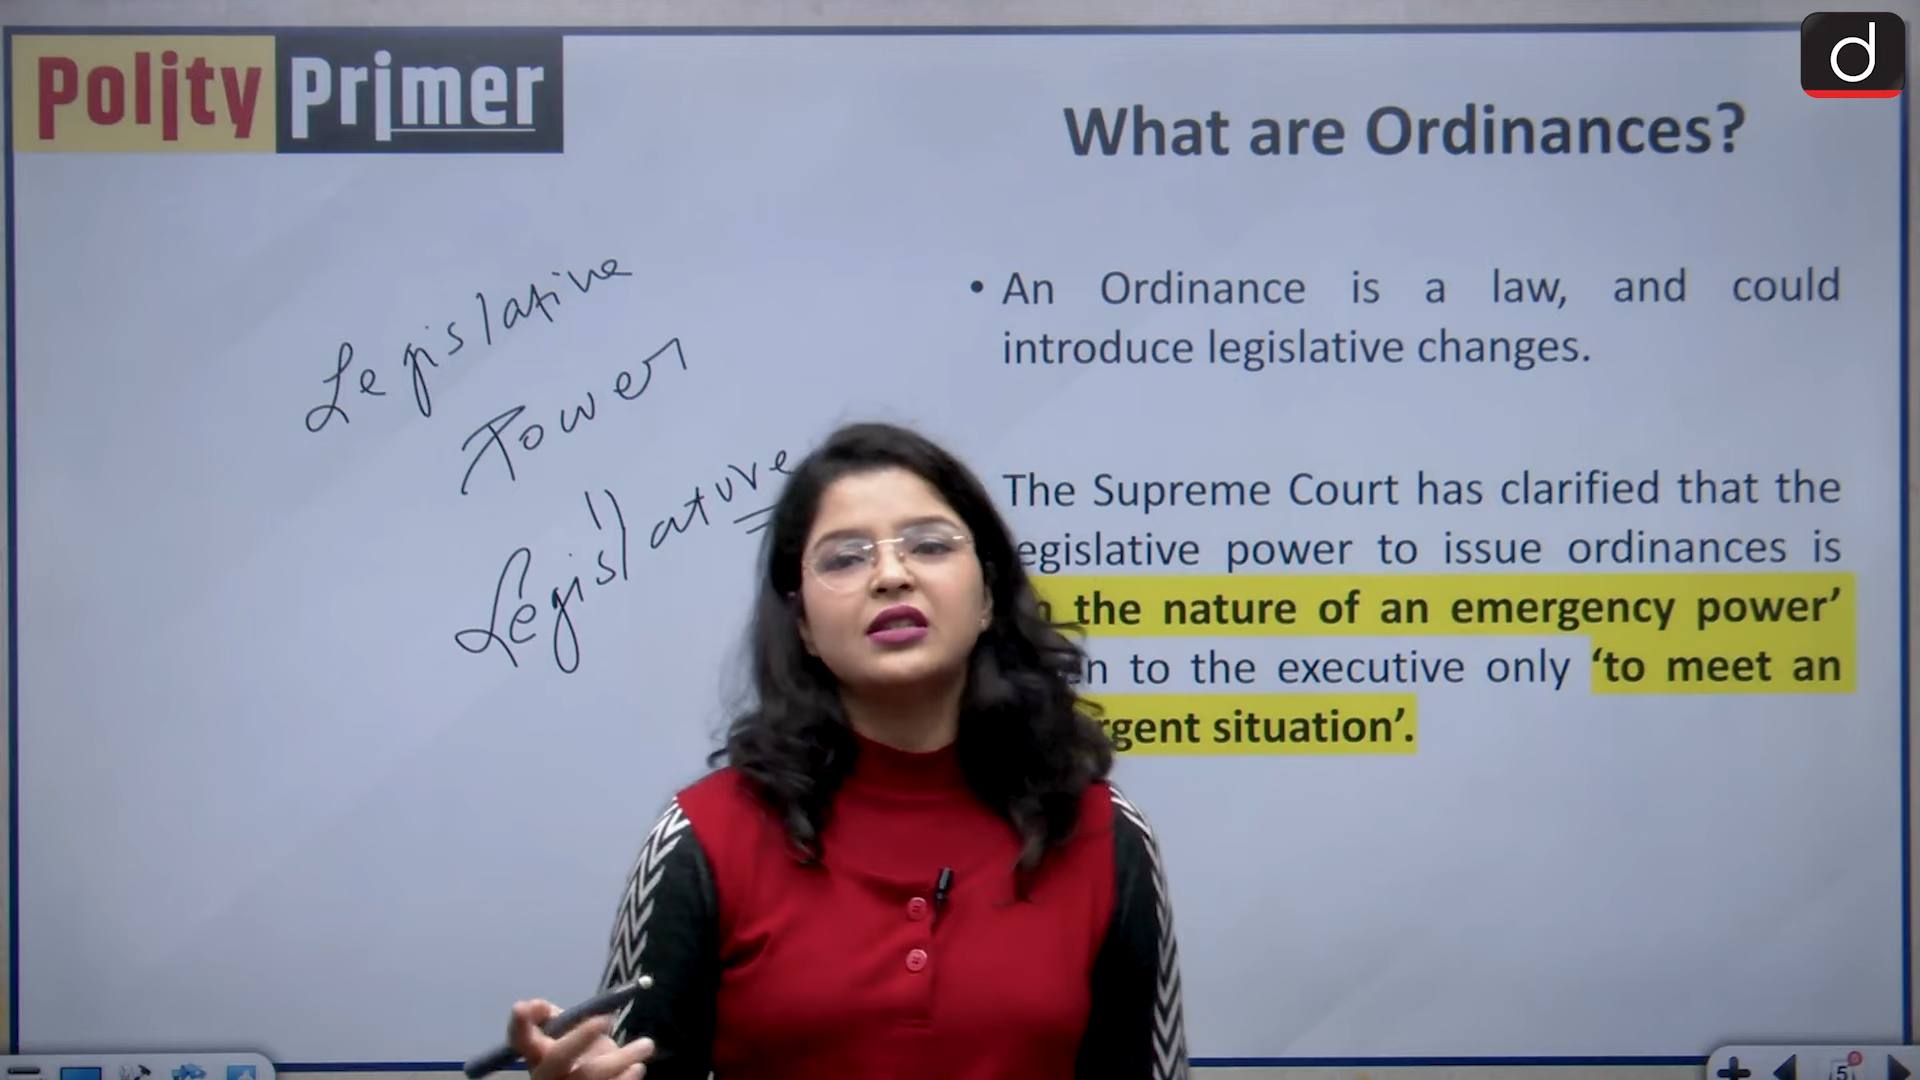 Polity Primer
d
What are Ordinances?
Legislative
Power
Legislature
• An Ordinance is a law, and could
introduce legislative changes.
The Supreme Court has clarified that the
egislative power to issue ordinances is
the nature of an emergency power’
n to the executive only ‘to meet an
rgent situation’.
5